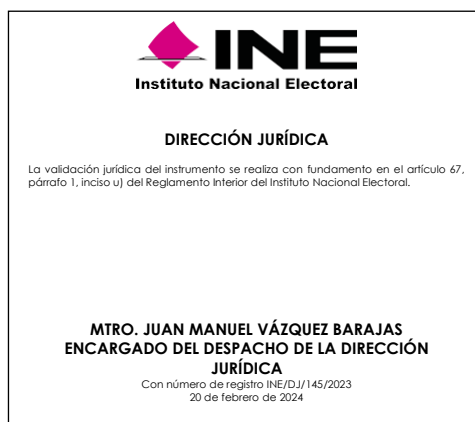 INE
Instituto Nacional Electoral
DIRECCIÓN JURÍDICA
La validación jurídica del instrumento se realiza con fundamento en el artículo 67,
párrafo 1, inciso u) del Reglamento Interior del Instituto Nacional Electoral.
MTRO. JUAN MANUEL VÁZQUEZ BARAJAS
ENCARGADO DEL DESPACHO DE LA DIRECCIÓN
JURÍDICA
Con número de registro INE/DJ/145/2023
20 de febrero de 2024